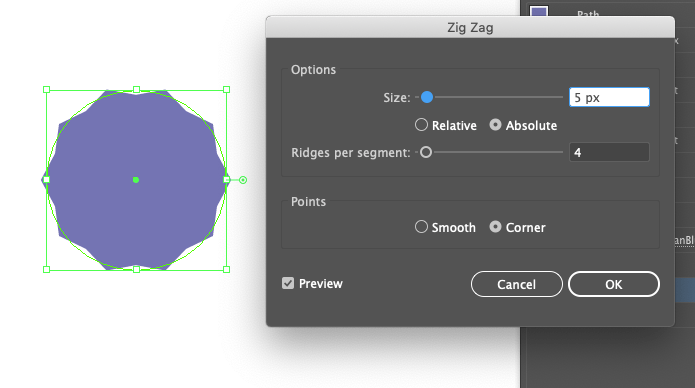 Path
Zig Zag
x
Options
Size: 5 px
Relative Absolute
Ridges per segment: 4
Points
Smooth Corner
anBl
Preview Cancel OK